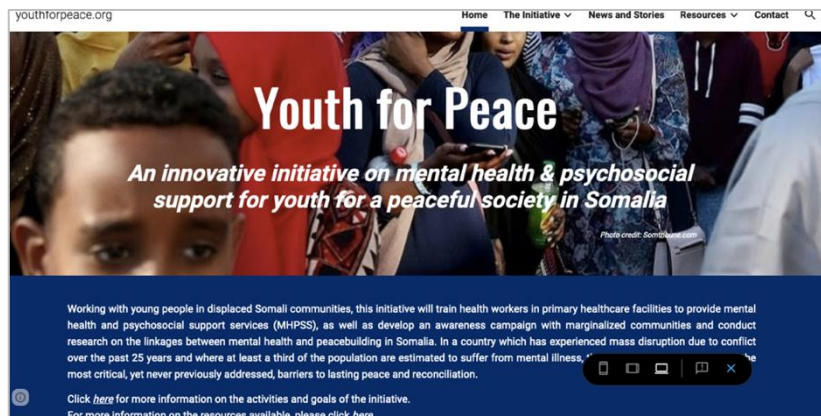 youthforpeace.org
Home The Initiative News and Stories Resources Contact
Youth for Peace
An innovative initiative on mental health & psychosocial
support for youth for a peaceful society in Somalia
Photo credit: Somtribune.com
Working with young people in displaced Somali communities, this initiative will train health workers in primary healthcare facilities to provide mental
health and psychosocial support services (MHPSS), as well as develop an awareness campaign with marginalized communities and conduct
research on the linkages between mental health and peacebuilding in Somalia. In a country which has experienced mass disruption due to conflict
over the past 25 years and where at least a third of the population are estimated to suffer from mental illness,
most critical, yet never previously addressed, barriers to lasting peace and reconciliation.
Click here for more information on the activities and goals of the initiative.
For more information on the resources available, please click here